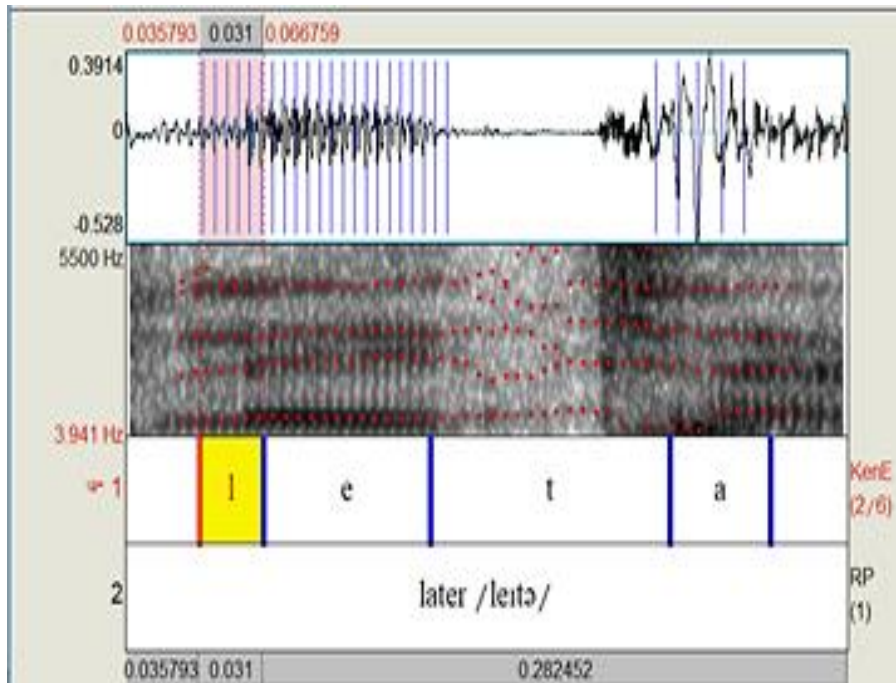 0.035793 0.031 0.066759
0.3914
0
-0.528
5500 Hz
3.941 Hz
1 l e t a KenE
(2/6)
2 later /leɪtɔ/ RP
(1)
0.035793 0.031 0.282452